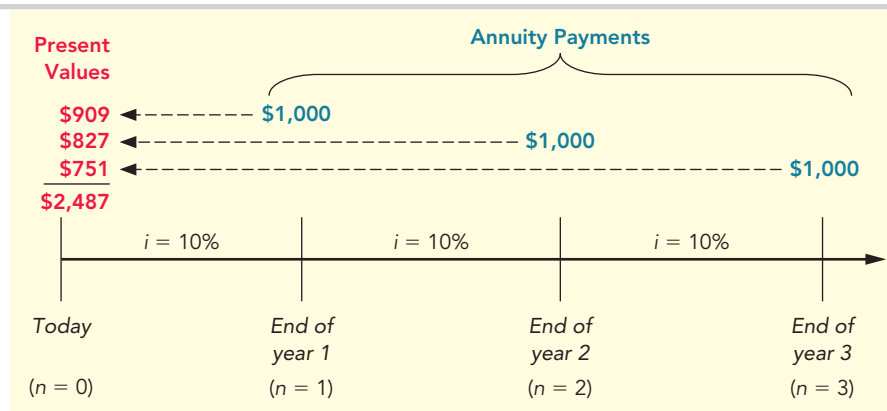 Present
Values
Annuity Payments
$909 $1,000
$827 $1,000
$751 $1,000
$2,487
i = 10% i = 10% i = 10%
Today End of End of End of
year 1 year 2 year 3
(n = 0) (n = 1) (n = 2) (n = 3)